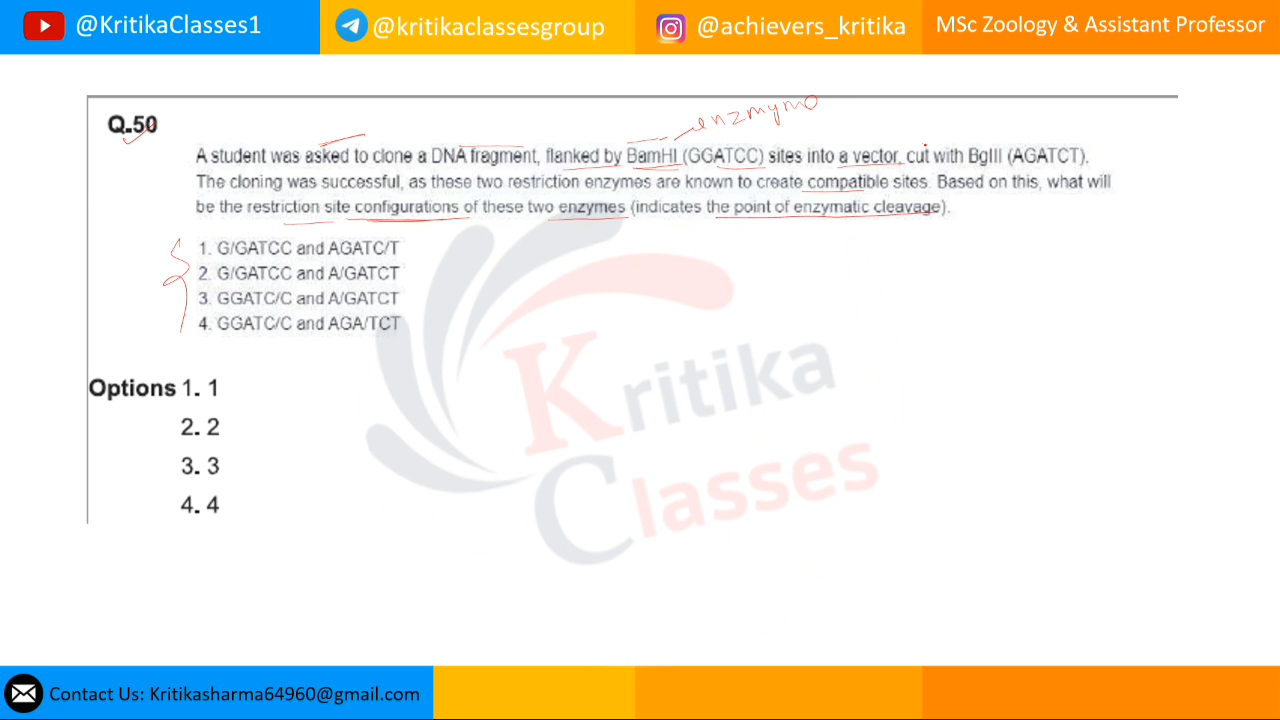 @KritikaClasses1
@kritikaclassesgroup
@achievers_kritika
MSc Zoology & Assistant Professor
enzmymo
Q.50
A student was asked to clone a DNA fragment, flanked by BamHI (GGATCC) sites into a vector, cut with BglII (AGATCT).
The cloning was successful, as these two restriction enzymes are known to create compatible sites. Based on this, what will
be the restriction site configurations of these two enzymes (indicates the point of enzymatic cleavage).
1. G/GATCC and AGATC/T
2. G/GATCC and A/GATCT
3. GGATC/C and A/GATCT
4. GGATC/C and AGA/TCT
Kritika
Classes
Options 1. 1
2. 2
3. 3
4. 4
Contact Us: Kritikasharma64960@gmail.com